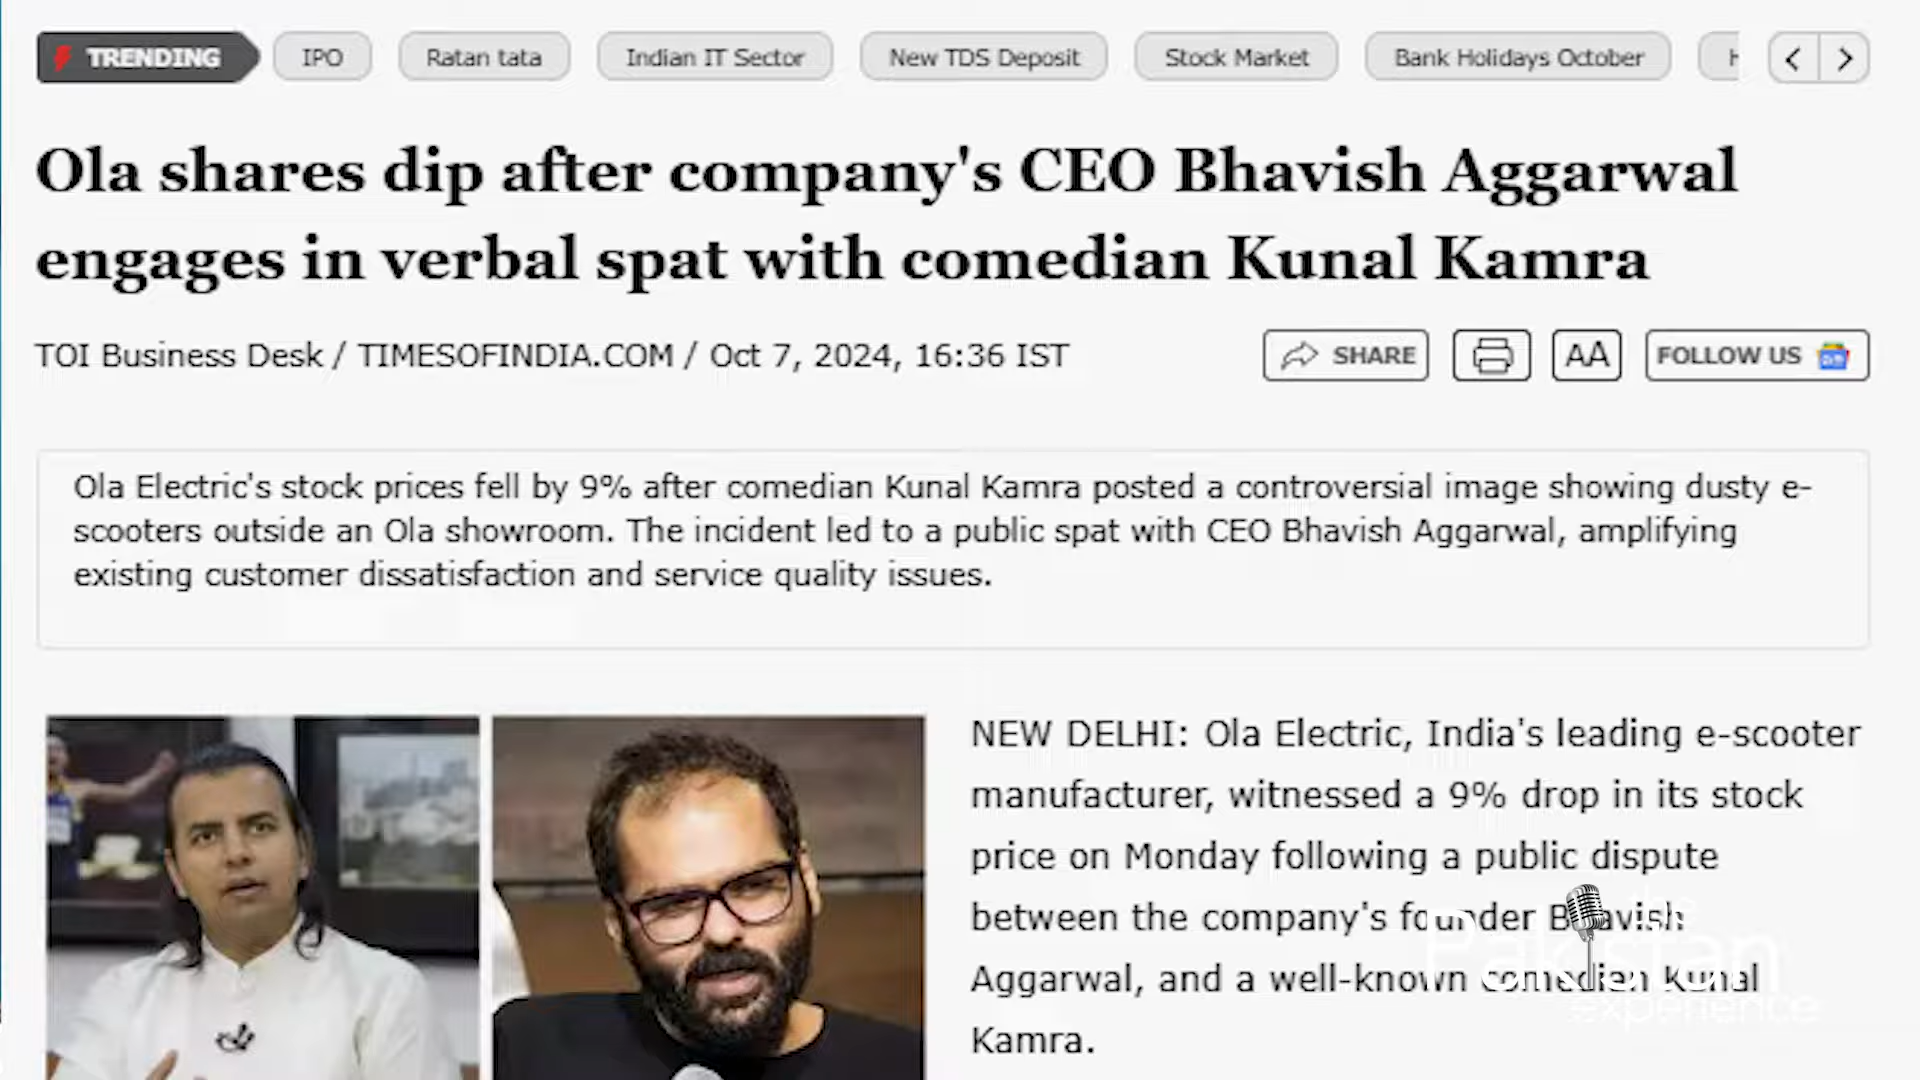 TRENDING IPO Ratan tata Indian IT Sector New TDS Deposit Stock Market Bank Holidays October
Ola shares dip after company's CEO Bhavish Aggarwal
engages in verbal spat with comedian Kunal Kamra
TOI Business Desk / TIMESOFINDIA.COM / Oct 7, 2024, 16:36 IST
SHARE AA FOLLOW US
Ola Electric's stock prices fell by 9% after comedian Kunal Kamra posted a controversial image showing dusty e-
scooters outside an Ola showroom. The incident led to a public spat with CEO Bhavish Aggarwal, amplifying
existing customer dissatisfaction and service quality issues.
NEW DELHI: Ola Electric, India's leading e-scooter
manufacturer, witnessed a 9% drop in its stock
price on Monday following a public dispute
between the company's founder Bhavish
Aggarwal, and a well-known comedian Kunal
Kamra.
Pakistan
experience